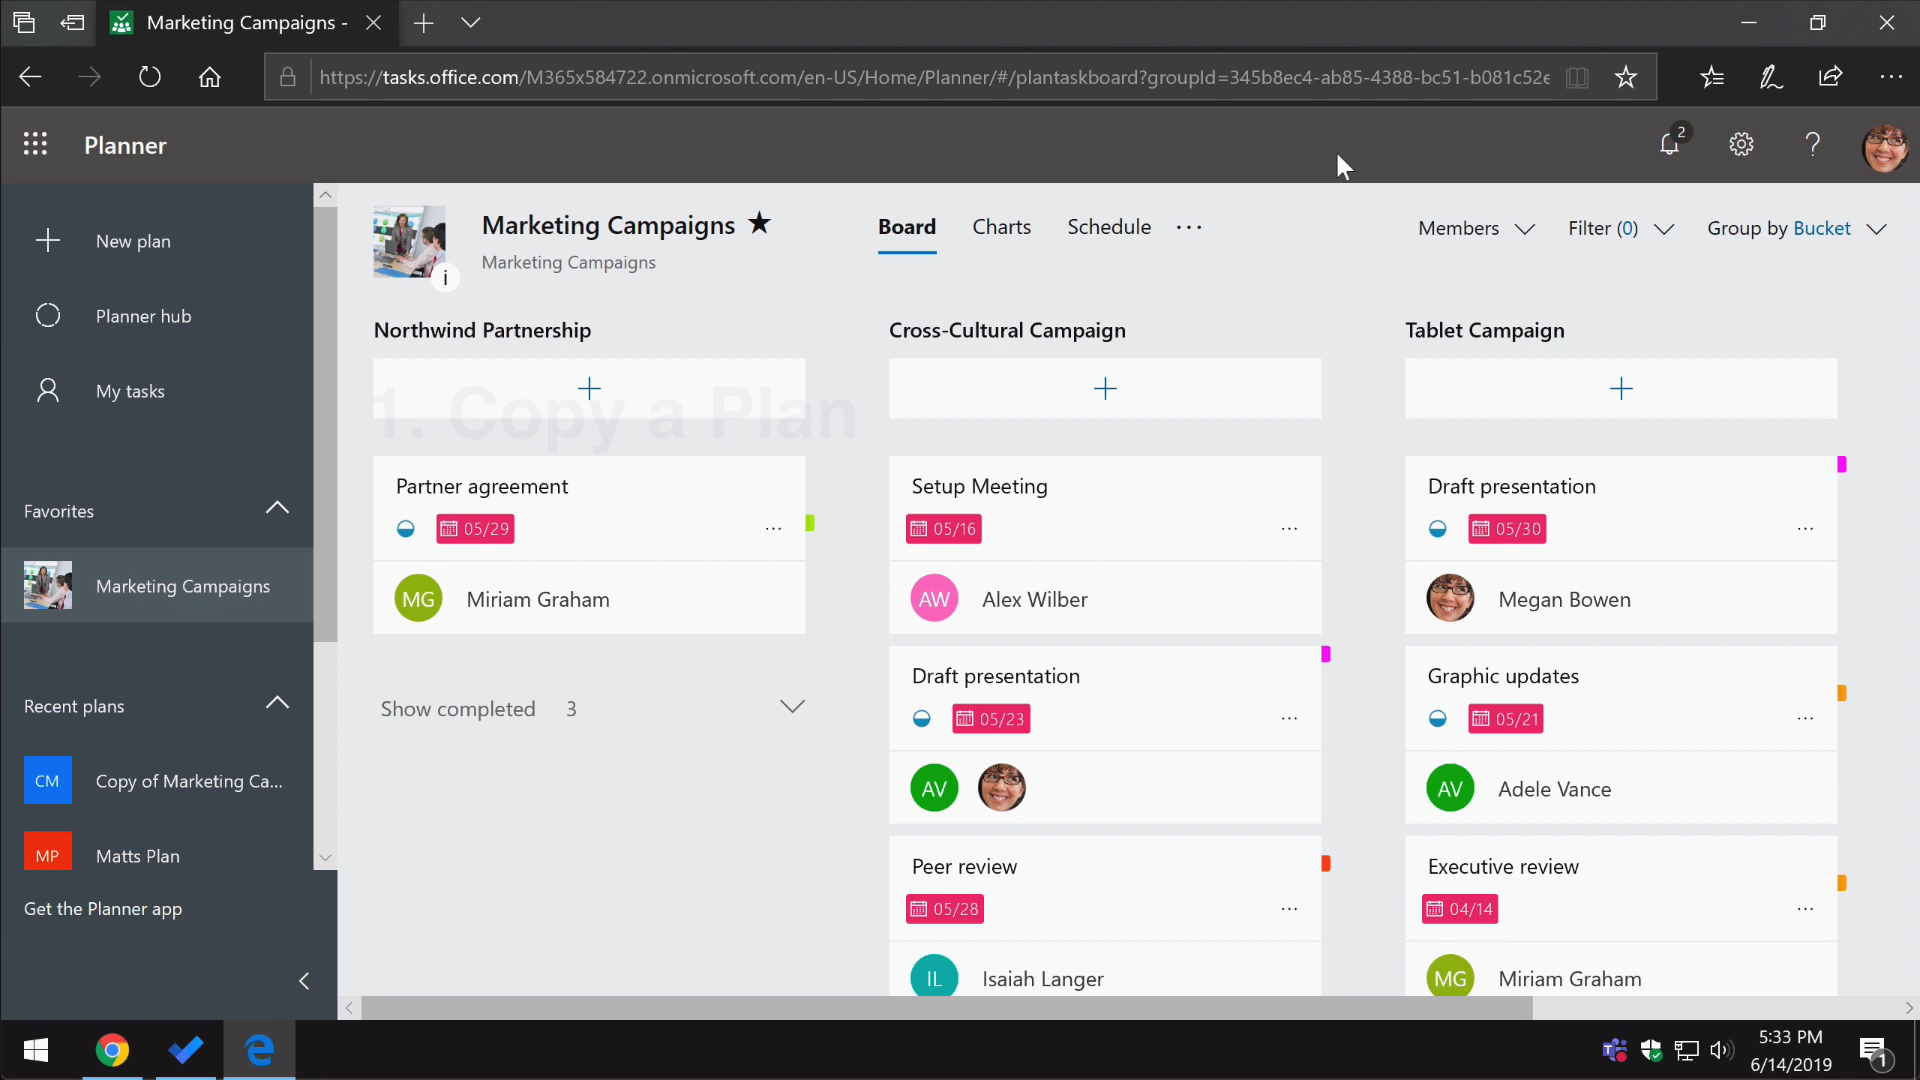 Marketing Campaigns -
https://tasks.office.com/M365x584722.onmicrosoft.com/en-US/Home/Planner/#/plantaskboard?groupId=345b8ec4-ab85-4388-bc51-b081c52e
Planner
2
New plan
Planner hub
My tasks
Favorites
Marketing Campaigns
Recent plans
CM Copy of Marketing Ca...
MP Matts Plan
Get the Planner app
Marketing Campaigns
Marketing Campaigns
i
Board Charts Schedule ...
Members Filter (0) Group by Bucket
1. Copy a Plan
Northwind Partnership
Partner agreement
05/29
MG Miriam Graham
Show completed 3
Cross-Cultural Campaign
Setup Meeting
05/16
AW Alex Wilber
Draft presentation
05/23
AV
Peer review
05/28
IL Isaiah Langer
Tablet Campaign
Draft presentation
05/30
Megan Bowen
Graphic updates
05/21
AV Adele Vance
Executive review
04/14
MG Miriam Graham
5:33 PM
6/14/2019
1